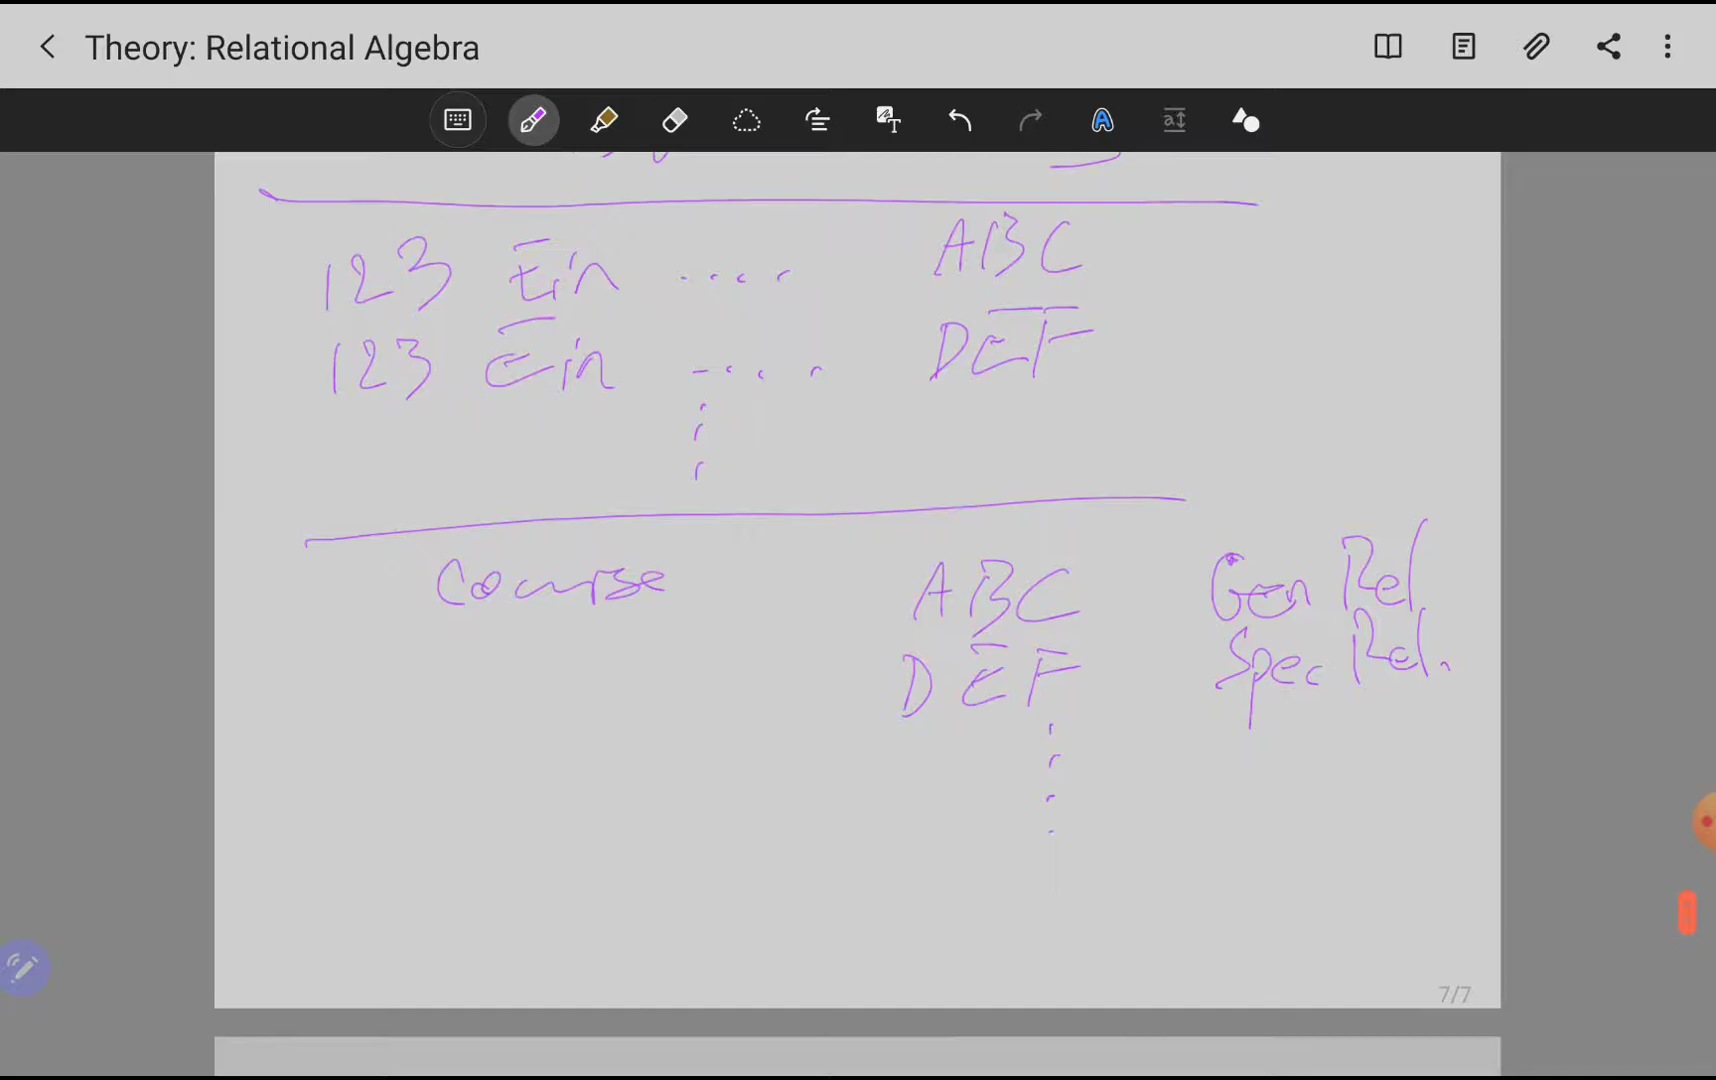 Theory: Relational Algebra
123 Ein .... ABC
123 Ein .... DEF
Course ABC Gen Rel
DEF Spec Rel.
7/7